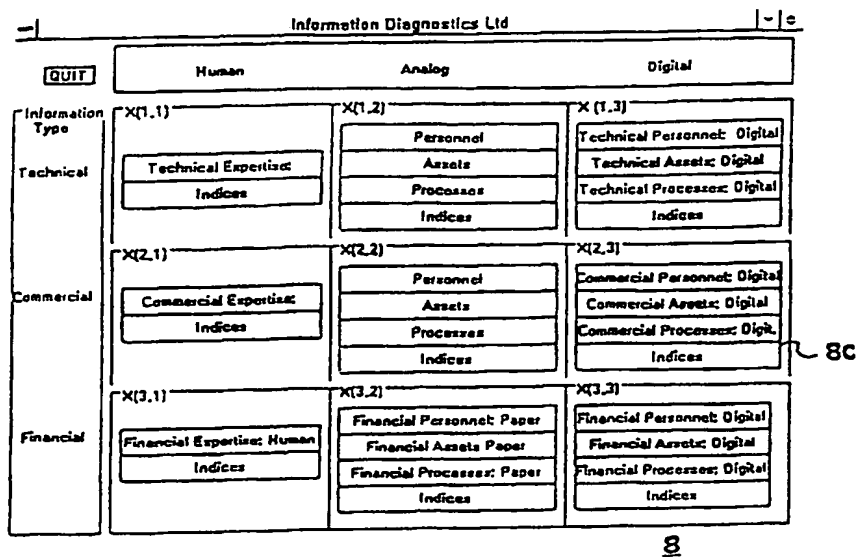 Information Diagnostics Ltd
QUIT
Human Analog Digital
Information
Type
Technical
X(1,1)
Technical Expertise:
Indices
X(1,2)
Personnel
Assets
Processes
Indices
X (1,3)
Technical Personnel: Digital
Technical Assets: Digital
Technical Processes: Digital
Indices
Commercial
X(2,1)
Commercial Expertise:
Indices
X(2,2)
Personnel
Assets
Processes
Indices
X(2,3)
Commercial Personnel: Digital
Commercial Assets: Digital
Commercial Processes: Digit.
Indices
8C
Financial
X(3,1)
Financial Expertise: Human
Indices
X(3,2)
Financial Personnel: Paper
Financial Assets Paper
Financial Processes: Paper
Indices
X(3,3)
Financial Personnel: Digital
Financial Assets: Digital
Financial Processes: Digital
Indices
8